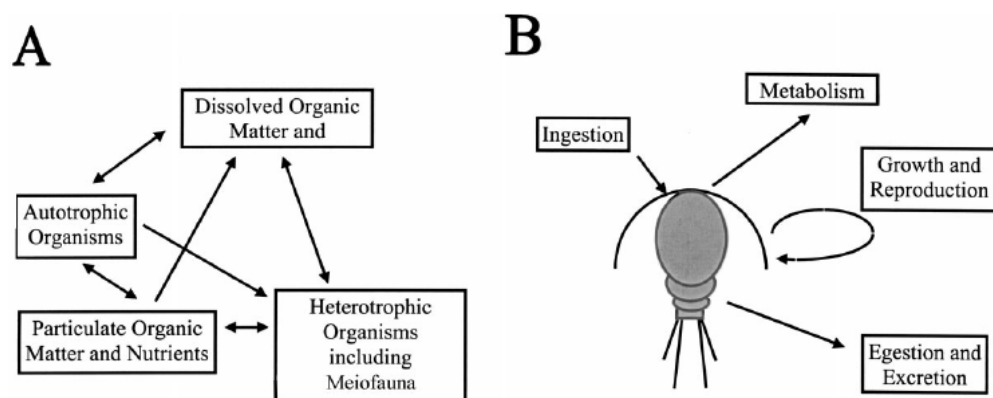 A
Dissolved Organic
Matter and
Autotrophic
Organisms
Particulate Organic
Matter and Nutrients
Heterotrophic
Organisms
including
Meiofauna
B
Metabolism
Ingestion
Growth and
Reproduction
Egestion and
Excretion